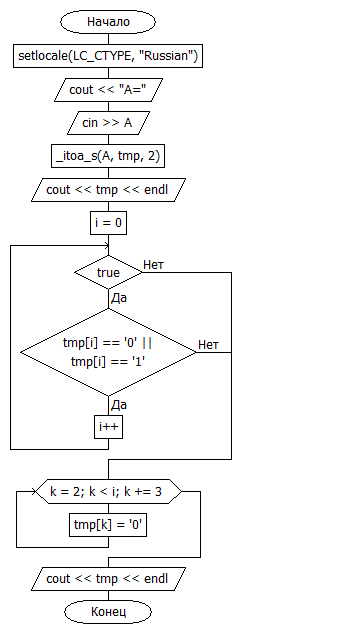 Начало
setlocale(LC_CTYPE, "Russian")
cout << "A="
cin >> A
_itoa_s(A, tmp, 2)
cout << tmp << endl
i = 0
true
Нет
Да
tmp[i] == '0' ||
tmp[i] == '1'
Нет
Да
i++
k = 2; k < i; k += 3
tmp[k] = '0'
cout << tmp << endl
Конец